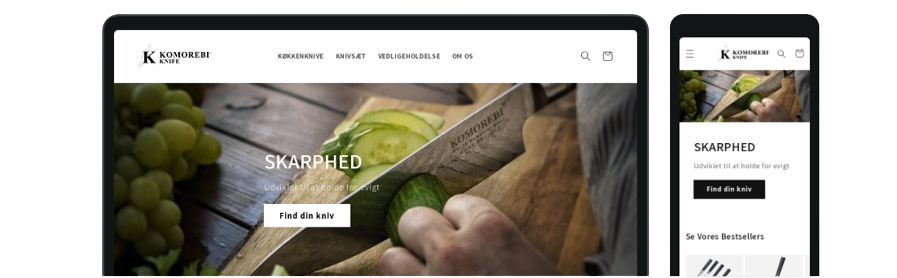 KOMOREBI
KNIFE
KØKKENKNIVE KNIVSÆT VEDLIGEHOLDELSE OM OS
KOMOREBI
SKARPHED
Udviklet til at holde for evigt
Find din kniv
KOMOREBI
KNIFE
SKARPHED
Udviklet til at holde for evigt
Find din kniv
Se Vores Bestsellers